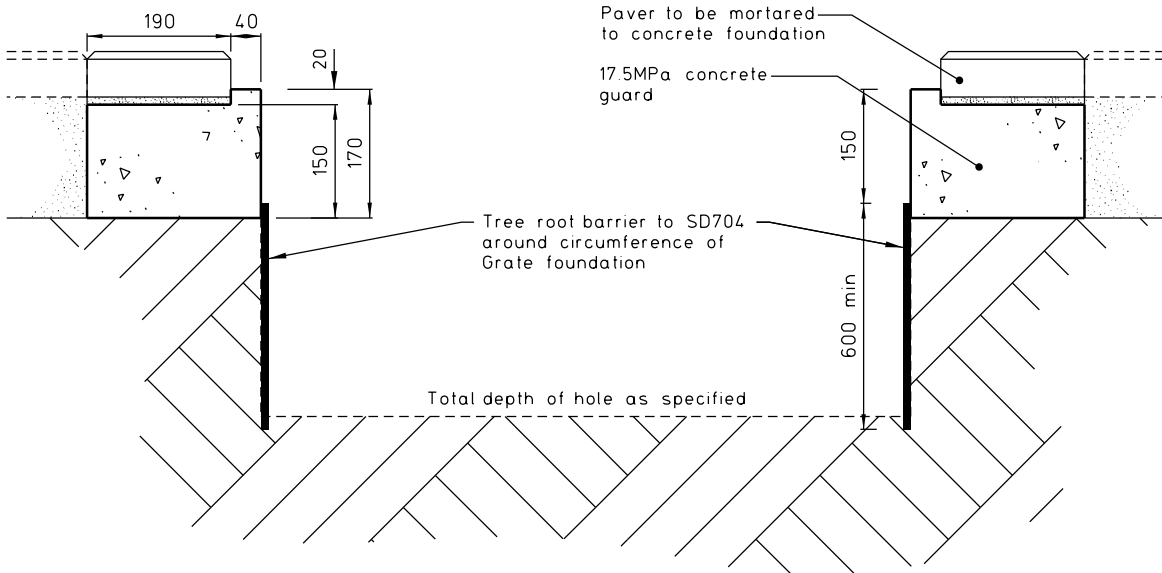 190
40
20
150
170
Paver to be mortared
to concrete foundation
17.5MPa concrete
guard
150
Tree root barrier to SD704
around circumference of
Grate foundation
600 min
Total depth of hole as specified